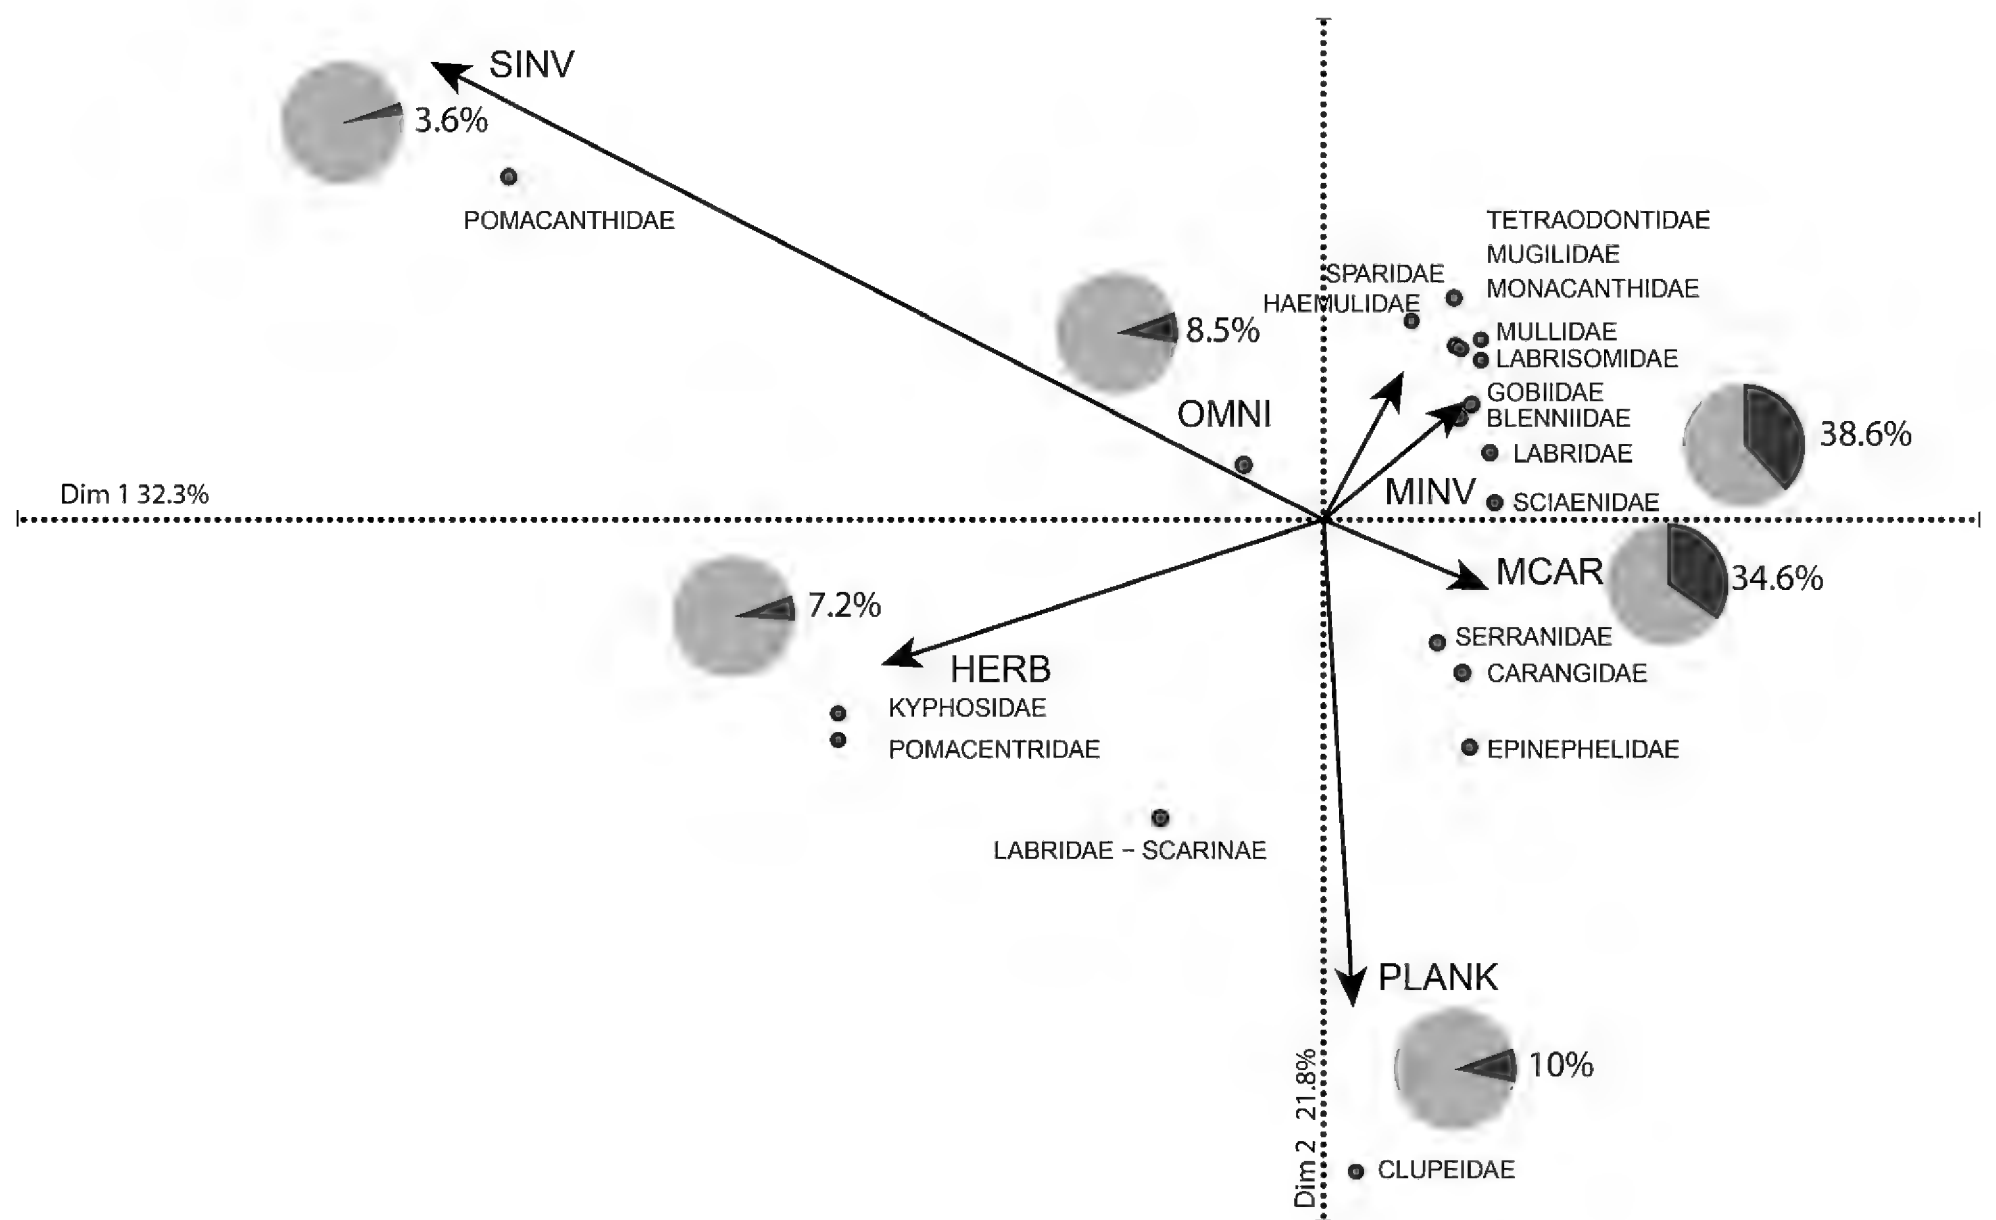 SINV
3.6%
POMACANTHIDAE
TETRAODONTIDAE
MUGILIDAE
SPARIDAE
MONACANTHIDAE
HAEMULIDAE
8.5%
MULLIDAE
LABRISOMIDAE
GOBIIDAE
OMNI
BLENNIIDAE
38.6%
LABRIDAE
Dim 1 32.3%
MINV
SCIAENIDAE
MCAR
34.6%
7.2%
SERRANIDAE
HERB
CARANGIDAE
KYPHOSIDAE
POMACENTRIDAE
EPINEPHELIDAE
LABRIDAE – SCARINAE
PLANK
10%
Dim 2 21.8%
CLUPEIDAE